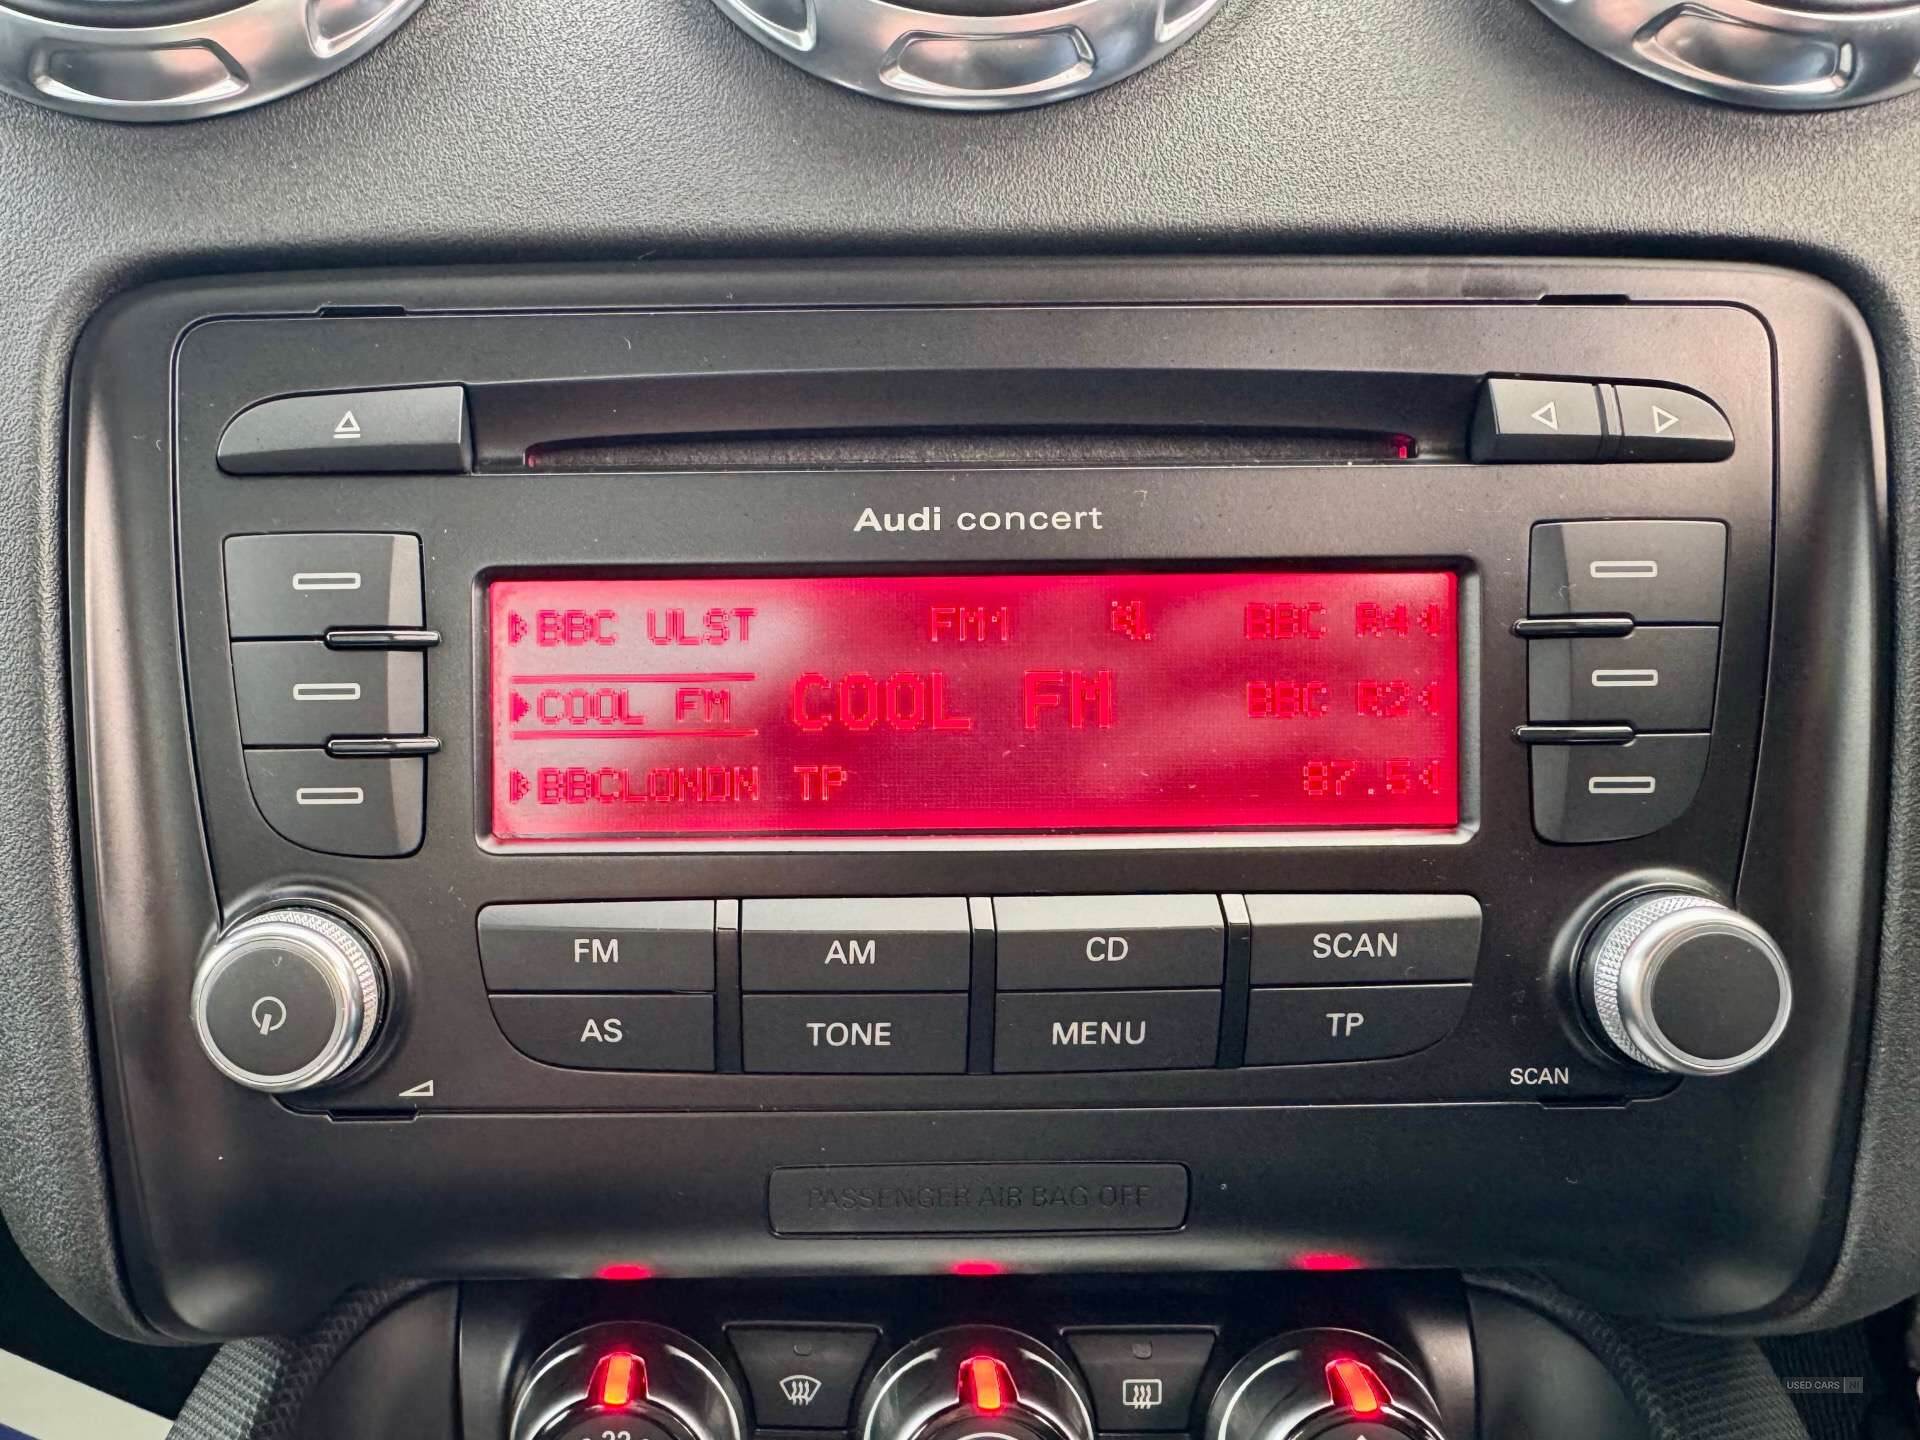 Audi concert
BBC ULST FM1 BBC R4
COOL FM COOL FM BBC R2
BBCLONDN TP 87.5
FM AM CD SCAN
AS TONE MENU TP
SCAN
PASSENGER AIR BAG OFF
USED CARS NI